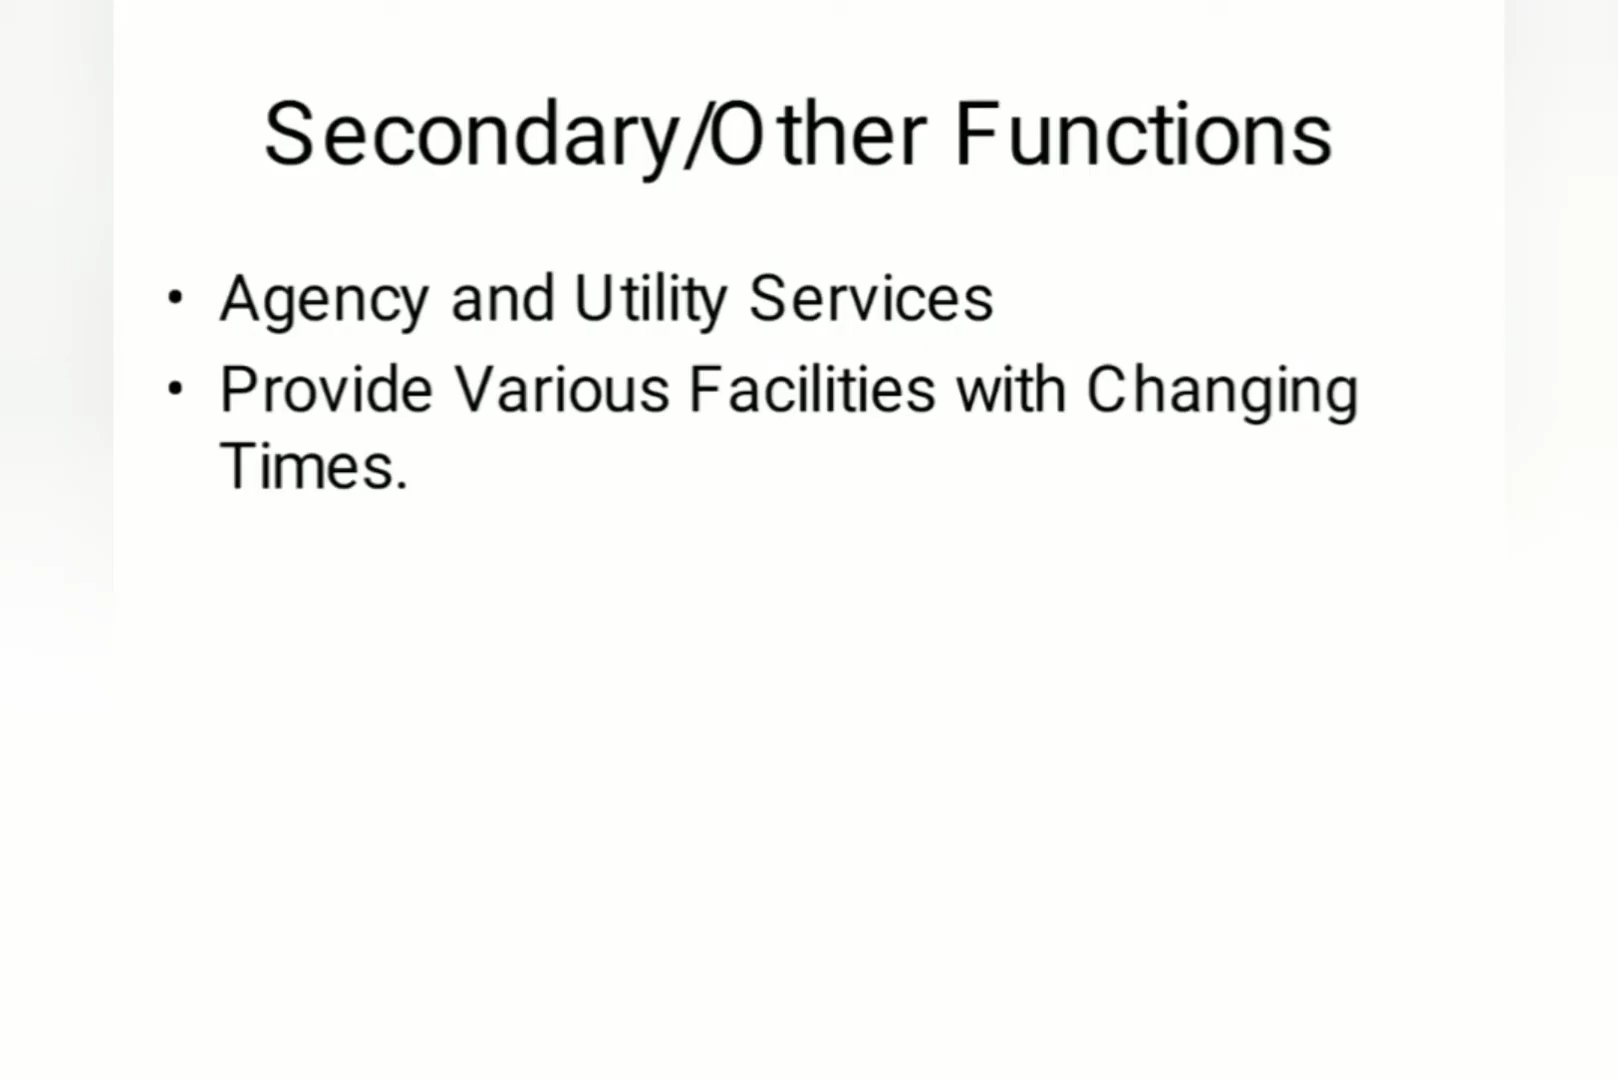 Secondary/Other Functions
• Agency and Utility Services
• Provide Various Facilities with Changing
Times.